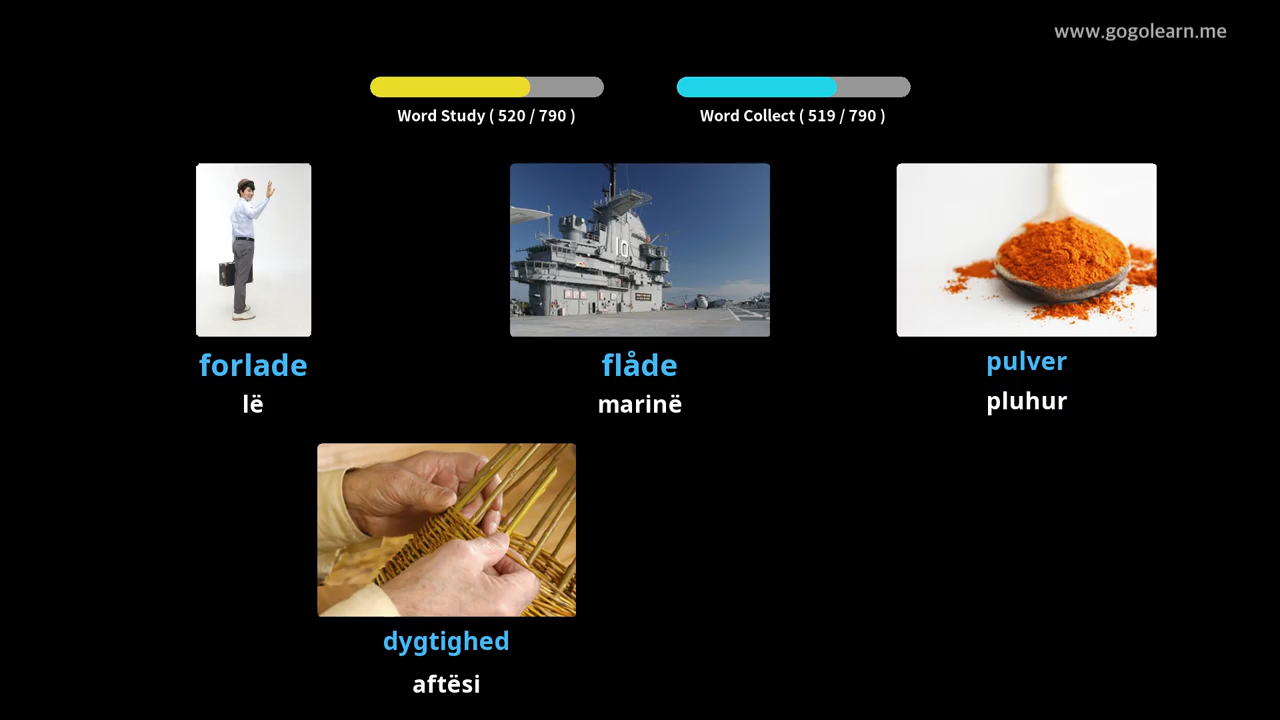 www.gogolearn.me
Word Study ( 520 / 790 )
Word Collect ( 519 / 790 )
forlade
lë
flåde
marinë
pulver
pluhur
10
dygtighed
aftësi